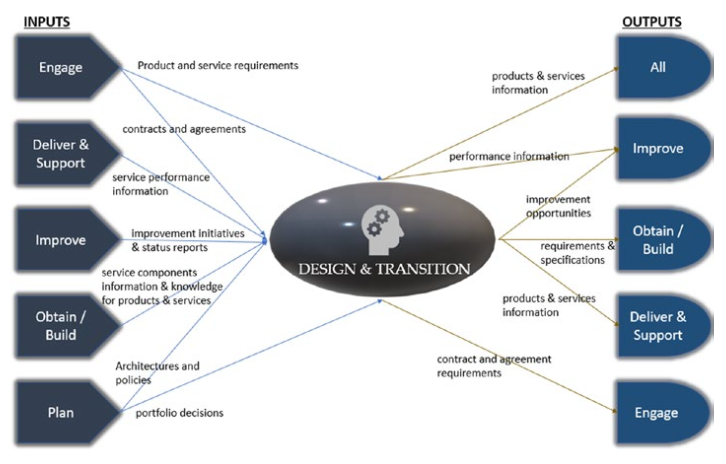 INPUTS
OUTPUTS
Engage
Product and service requirements
contracts and agreements
Deliver &
Support
service performance
information
Improve
improvement initiatives
& status reports
service components
information & knowledge
for products & services
Obtain /
Build
Architectures and
policies
Plan
portfolio decisions
DESIGN & TRANSITION
products & services
information
All
performance information
Improve
improvement
opportunities
requirements &
specifications
Obtain /
Build
products & services
information
Deliver &
Support
contract and agreement
requirements
Engage